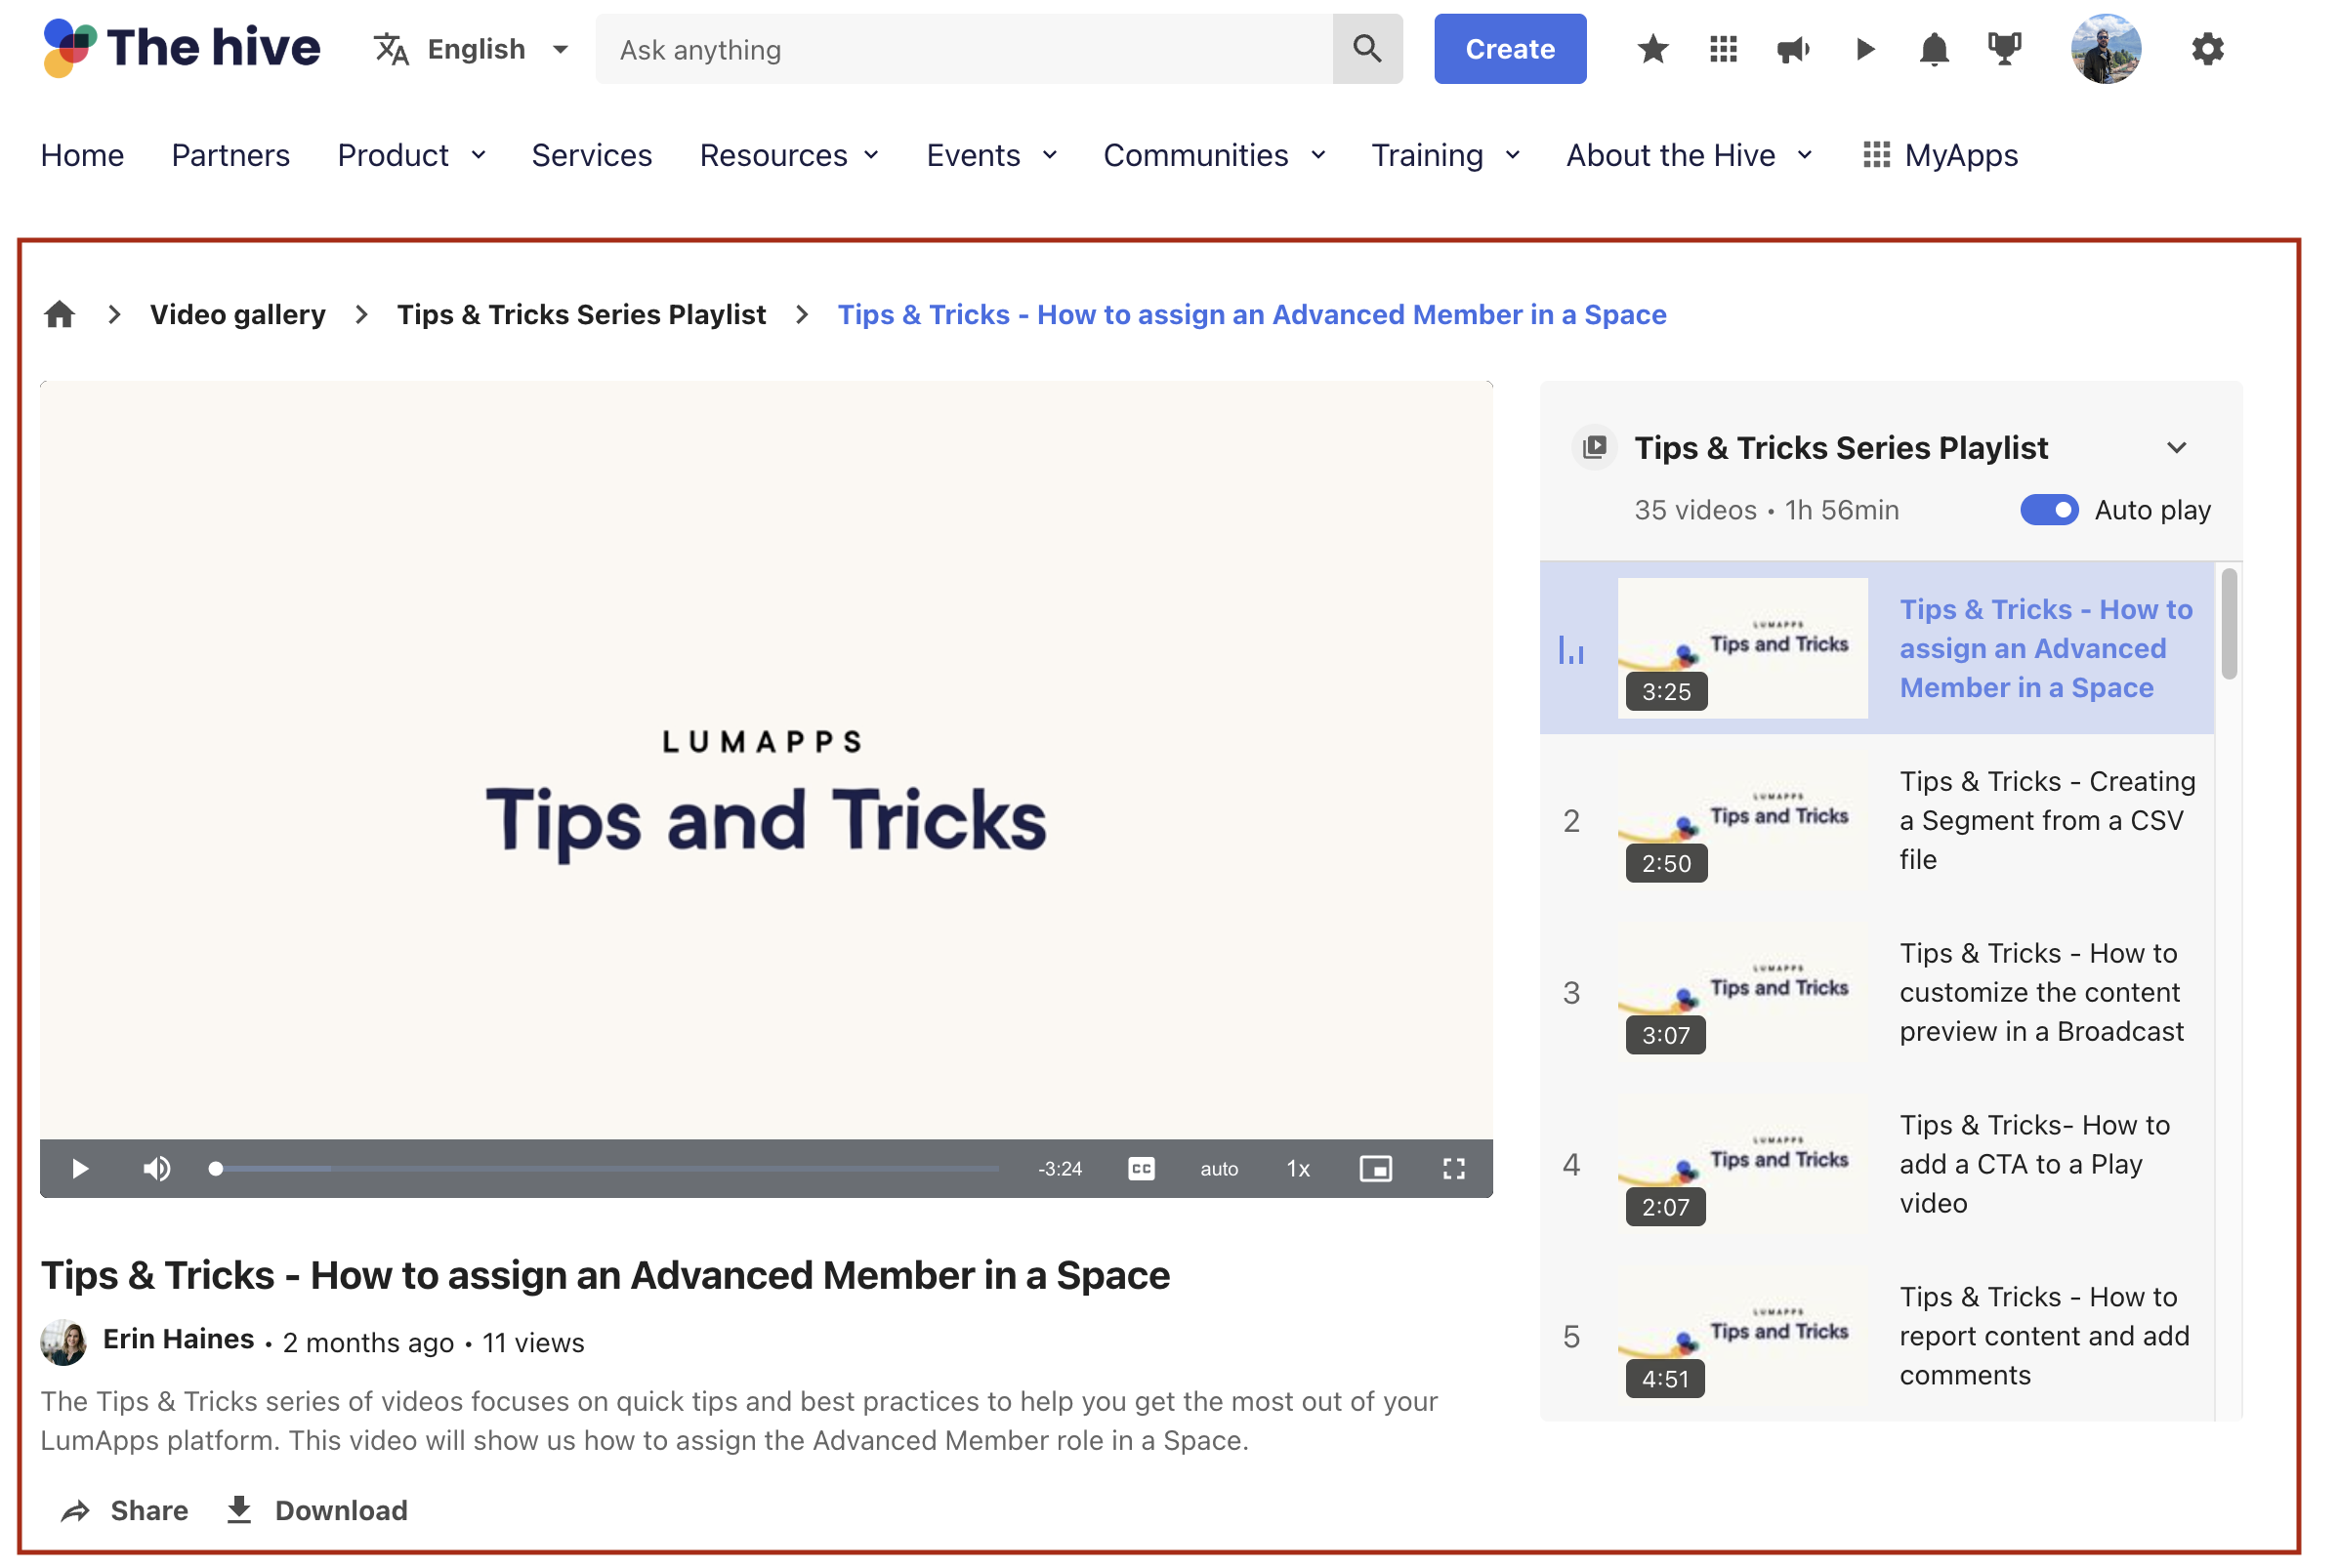 The hive
English
Ask anything
Create
Home Partners Product Services Resources Events Communities Training About the Hive MyApps
Video gallery Tips & Tricks Series Playlist Tips & Tricks - How to assign an Advanced Member in a Space
LUMAPPS
Tips and Tricks
-3:24 CC auto 1x
Tips & Tricks - How to assign an Advanced Member in a Space
Erin Haines • 2 months ago • 11 views
The Tips & Tricks series of videos focuses on quick tips and best practices to help you get the most out of your
LumApps platform. This video will show us how to assign the Advanced Member role in a Space.
Share Download
Tips & Tricks Series Playlist
35 videos • 1h 56min Auto play
LUMAPPS
Tips and Tricks
3:25
Tips & Tricks - How to
assign an Advanced
Member in a Space
2
LUMAPPS
Tips and Tricks
2:50
Tips & Tricks - Creating
a Segment from a CSV
file
3
LUMAPPS
Tips and Tricks
3:07
Tips & Tricks - How to
customize the content
preview in a Broadcast
4
LUMAPPS
Tips and Tricks
2:07
Tips & Tricks- How to
add a CTA to a Play
video
5
LUMAPPS
Tips and Tricks
4:51
Tips & Tricks - How to
report content and add
comments